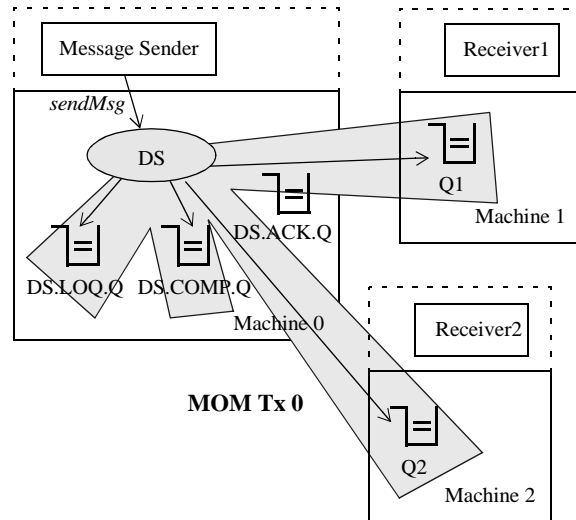 Message Sender
Receiver1
sendMsg
DS
Q1
Machine 1
DS.ACK.Q
DS.LOQ.Q
DS.COMP.Q
Machine 0
Receiver2
MOM Tx 0
Q2
Machine 2